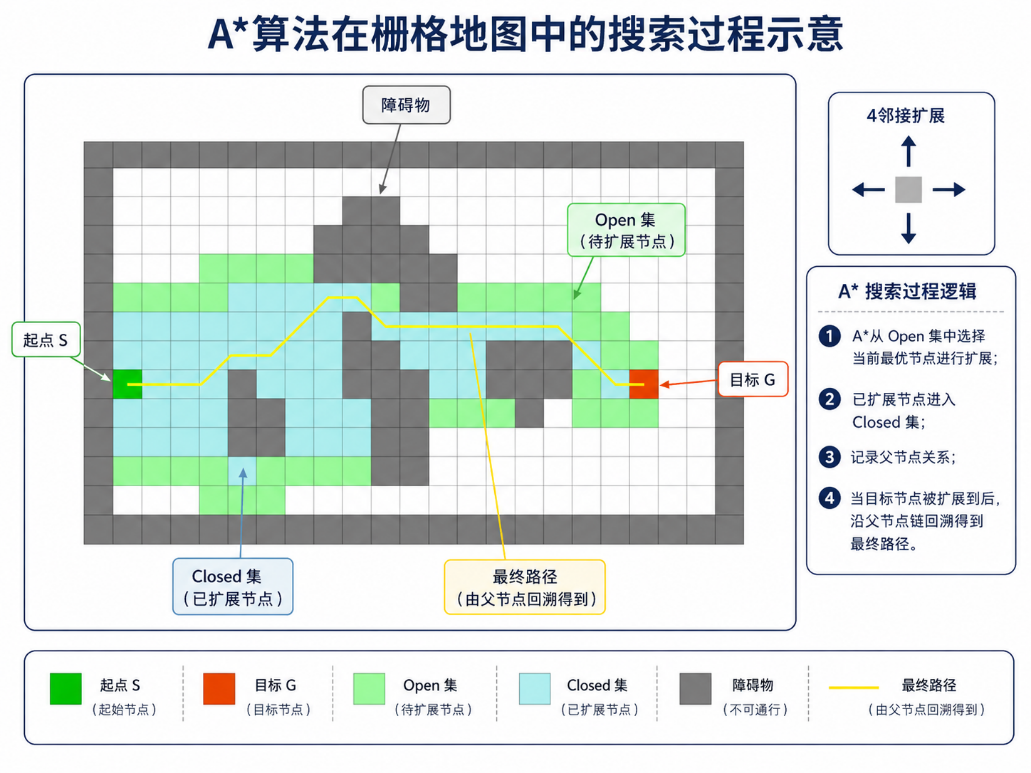 A*算法在栅格地图中的搜索过程示意
障碍物
4邻接扩展
Open 集
（待扩展节点）
A* 搜索过程逻辑
起点 S
1 A*从 Open 集中选择
当前最优节点进行扩展；
目标 G
2 已扩展节点进入
Closed 集；
3 记录父节点关系；
4 当目标节点被扩展到后，
沿父节点链回溯得到
最终路径。
Closed 集
（已扩展节点）
最终路径
（由父节点回溯得到）
起点 S
（起始节点）
目标 G
（目标节点）
Open 集
（待扩展节点）
Closed 集
（已扩展节点）
障碍物
（不可通行）
最终路径
（由父节点回溯得到）